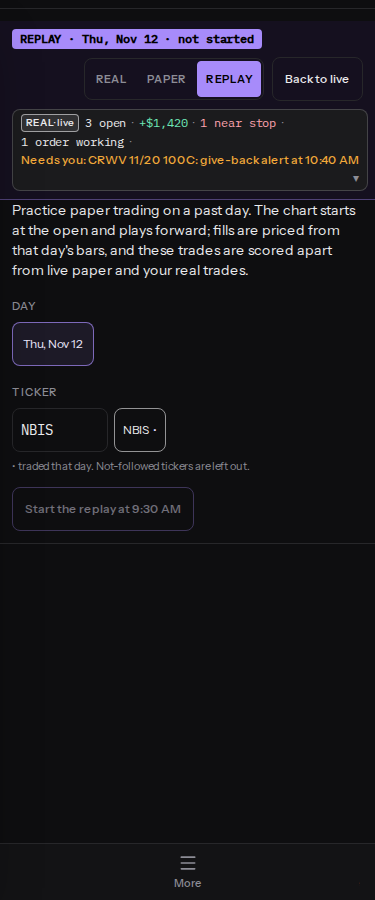 REPLAY · Thu, Nov 12 · not started
REAL PAPER REPLAY Back to live
REAL·live 3 open · +$1,420 · 1 near stop ·
1 order working ·
Needs you: CRWV 11/20 100C: give-back alert at 10:40 AM
▾
Practice paper trading on a past day. The chart starts
at the open and plays forward; fills are priced from
that day's bars, and these trades are scored apart
from live paper and your real trades.
DAY
Thu, Nov 12
TICKER
NBIS NBIS •
• traded that day. Not-followed tickers are left out.
Start the replay at 9:30 AM
More